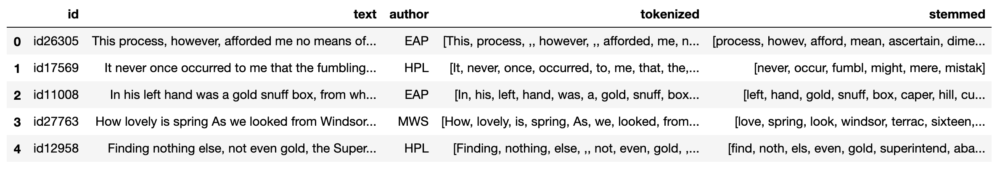 id text author tokenized stemmed
0 id26305 This process, however, afforded me no means of... EAP [This, process, ,, however, ,, afforded, me, n... [process, howev, afford, mean, ascertain, dime...
1 id17569 It never once occurred to me that the fumbling... HPL [It, never, once, occurred, to, me, that, the,... [never, occur, fumbl, might, mere, mistak]
2 id11008 In his left hand was a gold snuff box, from wh... EAP [In, his, left, hand, was, a, gold, snuff, box... [left, hand, gold, snuff, box, caper, hill, cu...
3 id27763 How lovely is spring As we looked from Windsor... MWS [How, lovely, is, spring, As, we, looked, from... [love, spring, look, windsor, terrac, sixteen,...
4 id12958 Finding nothing else, not even gold, the Super... HPL [Finding, nothing, else, ,, not, even, gold, ,... [find, noth, els, even, gold, superintend, aba...